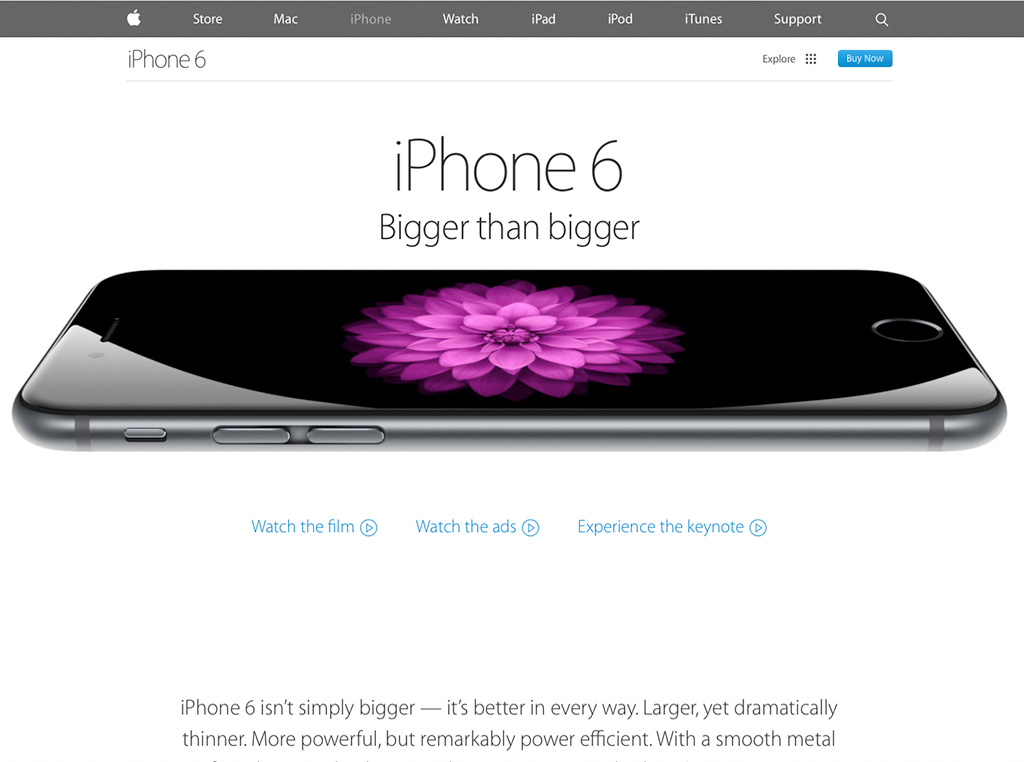 Store Mac iPhone Watch iPad iPod iTunes Support
iPhone 6 Explore Buy Now
iPhone 6
Bigger than bigger
Watch the film Watch the ads Experience the keynote
iPhone 6 isn’t simply bigger — it’s better in every way. Larger, yet dramatically
thinner. More powerful, but remarkably power efficient. With a smooth metal